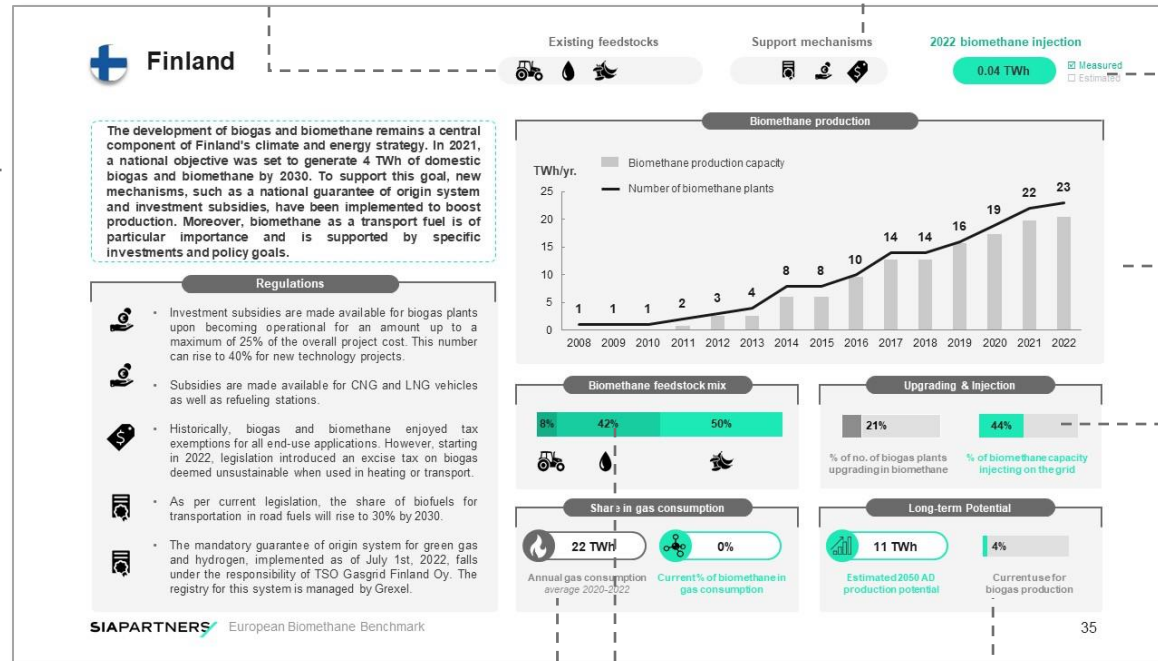 Finland
Existing feedstocks
Support mechanisms
2022 biomethane injection
0.04 TWh
Measured
Estimated
The development of biogas and biomethane remains a central
component of Finland's climate and energy strategy. In 2021,
a national objective was set to generate 4 TWh of domestic
biogas and biomethane by 2030. To support this goal, new
mechanisms, such as a national guarantee of origin system
and investment subsidies, have been implemented to boost
production. Moreover, biomethane as a transport fuel is of
particular importance and is supported by specific
investments and policy goals.
Regulations
• Investment subsidies are made available for biogas plants
upon becoming operational for an amount up to a
maximum of 25% of the overall project cost. This number
can rise to 40% for new technology projects.
• Subsidies are made available for CNG and LNG vehicles
as well as refueling stations.
• Historically, biogas and biomethane enjoyed tax
exemptions for all end-use applications. However, starting
in 2022, legislation introduced an excise tax on biogas
deemed unsustainable when used in heating or transport.
• As per current legislation, the share of biofuels for
transportation in road fuels will rise to 30% by 2030.
• The mandatory guarantee of origin system for green gas
and hydrogen, implemented as of July 1st, 2022, falls
under the responsibility of TSO Gasgrid Finland Oy. The
registry for this system is managed by Grexel.
Biomethane production
TWh/yr.
Biomethane production capacity
Number of biomethane plants
25
20
15
10
5
0
1 1 1 2 3 4 8 8 10 14 14 16 19 22 23
2008 2009 2010 2011 2012 2013 2014 2015 2016 2017 2018 2019 2020 2021 2022
Biomethane feedstock mix
8% 42% 50%
Upgrading & Injection
21%
% of no. of biogas plants
upgrading in biomethane
44%
% of biomethane capacity
injecting on the grid
Share in gas consumption
22 TWh
Annual gas consumption
average 2020-2022
0%
Current % of biomethane in
gas consumption
Long-term Potential
11 TWh
Estimated 2050 AD
production potential
4%
Current use for
biogas production
SIAPARTNERS European Biomethane Benchmark
35